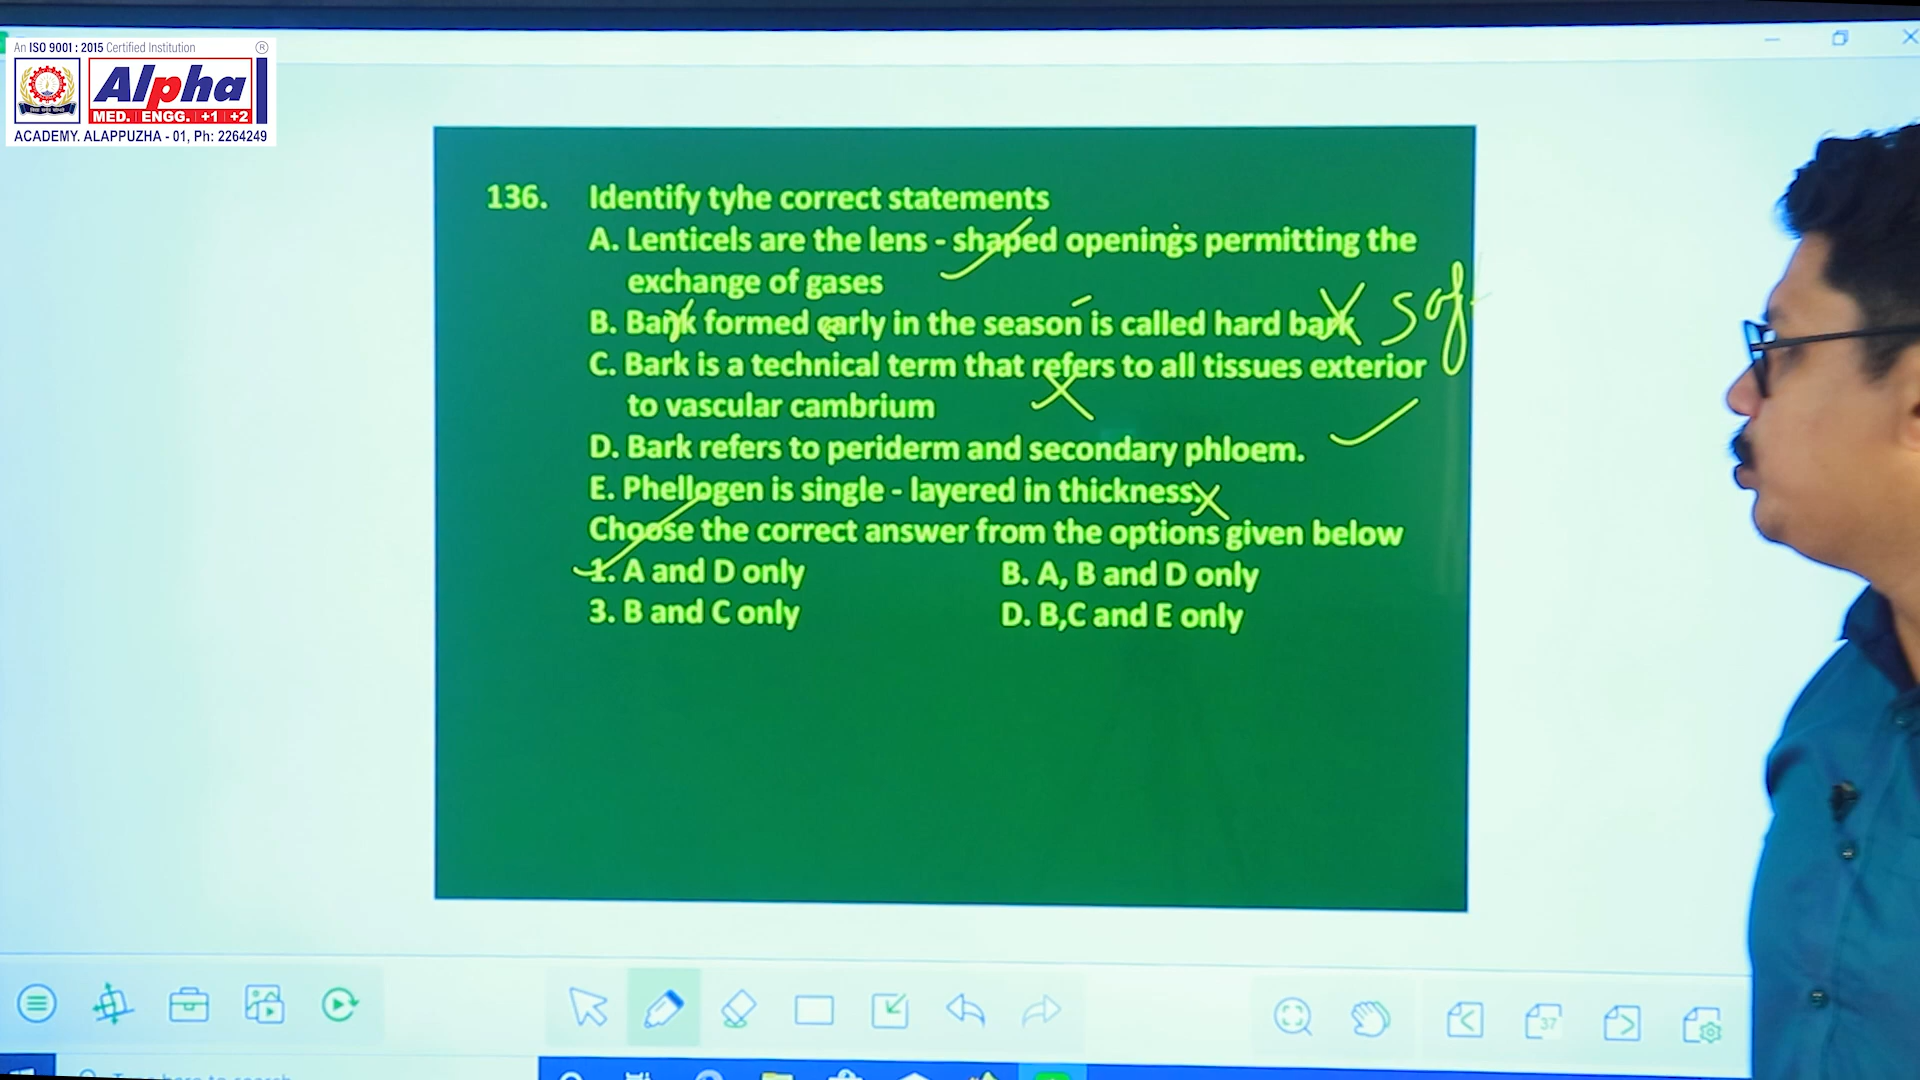 An ISO 9001 : 2015 Certified Institution ®
Alpha
MED. ENGG. +1 +2
ACADEMY. ALAPPUZHA - 01, Ph: 2264249
136. Identify tyhe correct statements
A. Lenticels are the lens - shaped openings permitting the
exchange of gases
B. Bank formed early in the season is called hard bark
C. Bark is a technical term that refers to all tissues exterior
to vascular cambrium
D. Bark refers to periderm and secondary phloem.
E. Phellogen is single - layered in thickness.
Choose the correct answer from the options given below
1. A and D only B. A, B and D only
3. B and C only D. B,C and E only
37